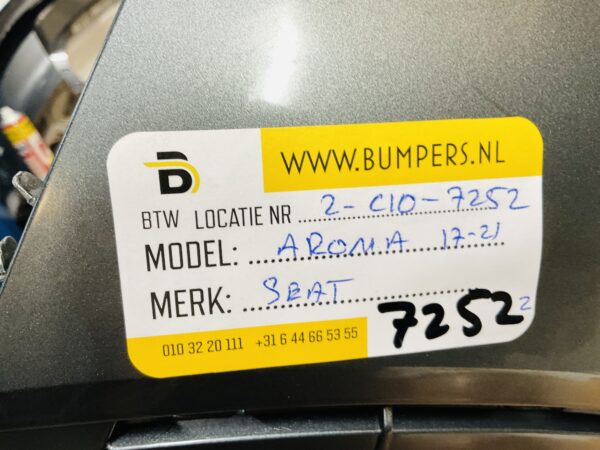 B
WWW.BUMPERS.NL
BTW LOCATIE NR 2-C10-7252
MODEL: AROMA 17-21
MERK: SEAT
7252 2
010 32 20 111 +31 6 44 66 53 55